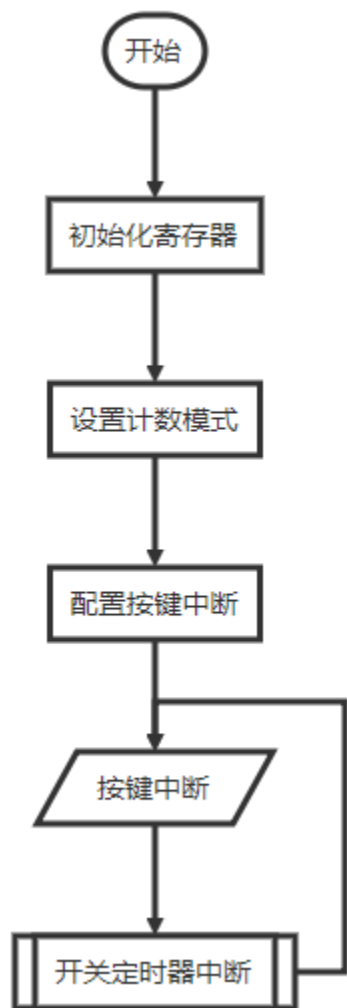 开始
初始化寄存器
设置计数模式
配置按键中断
按键中断
开关定时器中断